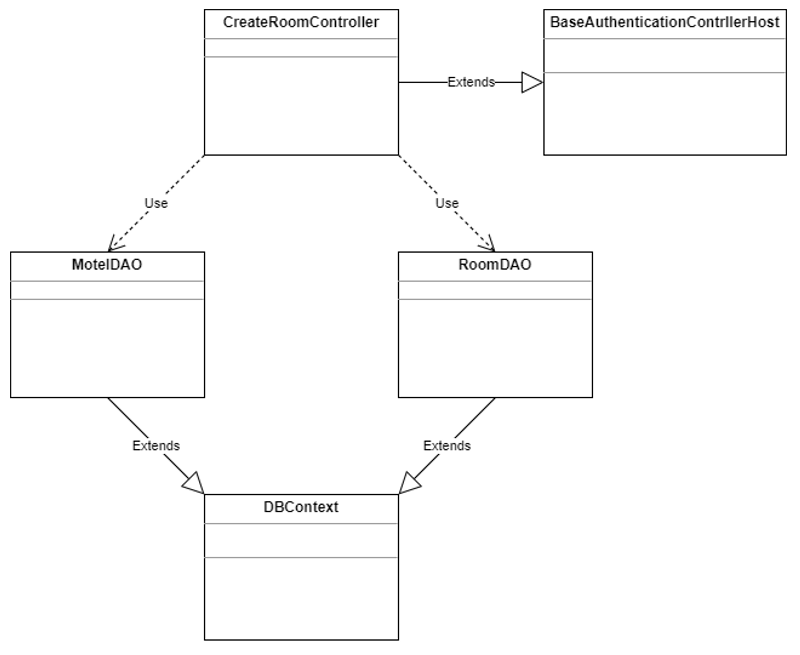 CreateRoomController
BaseAuthenticationContrllerHost
Extends
Use
Use
MotelDAO
RoomDAO
Extends
Extends
DBContext